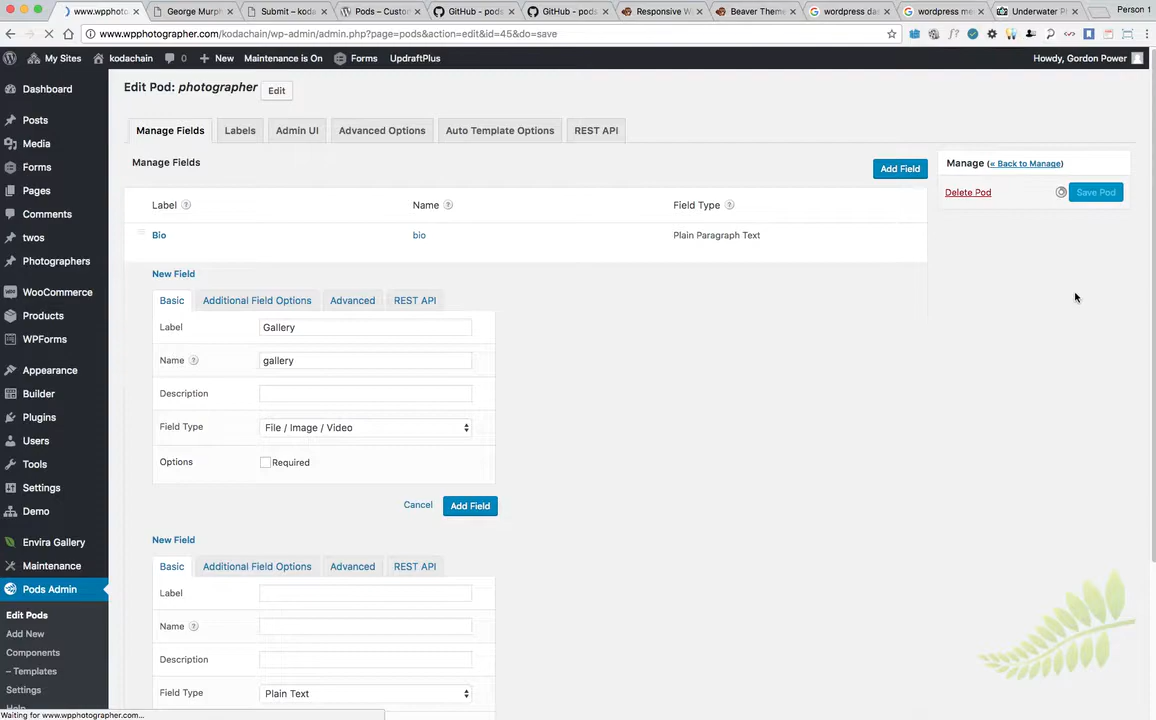 www.wpphoto
George Murph
Submit – koda
Pods – Custom
GitHub - pods
GitHub - pods
Responsive W
Beaver Theme
wordpress da
wordpress me
Underwater P
Person 1
www.wpphotographer.com/kodachain/wp-admin/admin.php?page=pods&action=edit&id=45&do=save
My Sites
kodachain
0
New
Maintenance is On
Forms
UpdraftPlus
Howdy, Gordon Power
Dashboard
Posts
Media
Forms
Pages
Comments
twos
Photographers
WooCommerce
Products
WPForms
Appearance
Builder
Plugins
Users
Tools
Settings
Demo
Envira Gallery
Maintenance
Pods Admin
Edit Pods
Add New
Components
– Templates
Settings
Help
Edit Pod: photographer Edit
Manage Fields Labels Admin UI Advanced Options Auto Template Options REST API
Manage Fields
Add Field
Label ? Name ? Field Type ?
Bio bio Plain Paragraph Text
New Field
Basic Additional Field Options Advanced REST API
Label Gallery
Name ? gallery
Description
Field Type File / Image / Video
Options Required
Cancel Add Field
New Field
Basic Additional Field Options Advanced REST API
Label
Name ?
Description
Field Type Plain Text
Manage (« Back to Manage)
Delete Pod Save Pod
Waiting for www.wpphotographer.com...